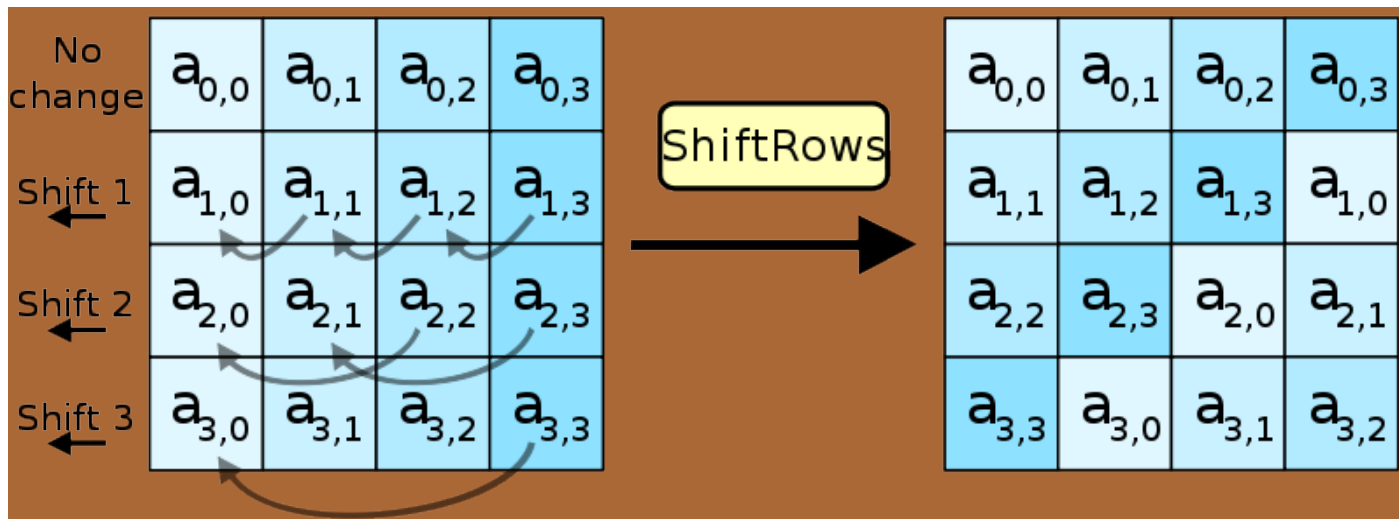 No
change
a0,0 a0,1 a0,2 a0,3
ShiftRows
a0,0 a0,1 a0,2 a0,3
Shift 1
a1,0 a1,1 a1,2 a1,3
a1,1 a1,2 a1,3 a1,0
Shift 2
a2,0 a2,1 a2,2 a2,3
a2,2 a2,3 a2,0 a2,1
Shift 3
a3,0 a3,1 a3,2 a3,3
a3,3 a3,0 a3,1 a3,2